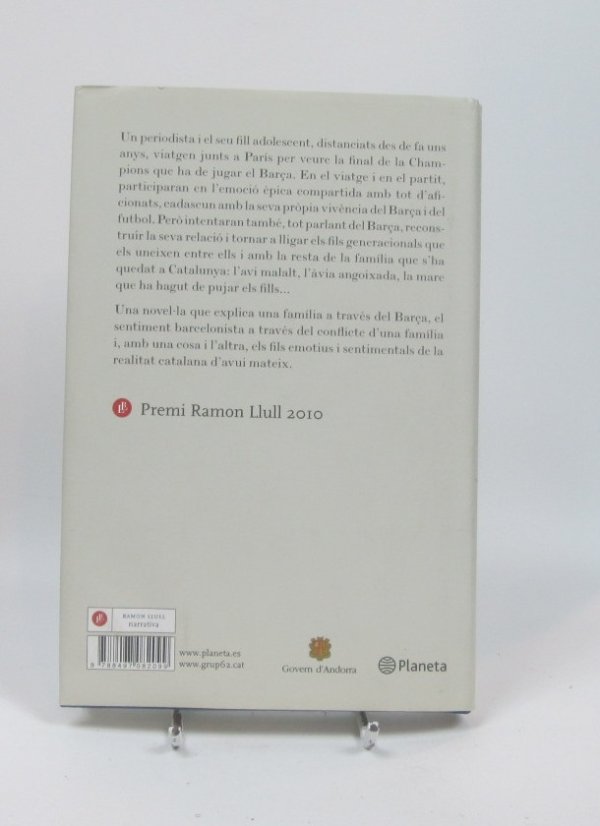 Un periodista i el seu fill adolescent, distanciats des de fa uns
anys, viatgen junts a París per veure la final de la Cham-
pions que ha de jugar el Barça. En el viatge i en el partit,
participaran en l'emoció èpica compartida amb tot d'afi-
cionats, cadascun amb la seva pròpia vivència del Barça i del
futbol. Però intentaran també, tot parlant del Barça, recons-
truir la seva relació i tornar a lligar els fils generacionals que
els uneixen entre ells i amb la resta de la família que s'ha
quedat a Catalunya: l'avi malalt, l'àvia angoixada, la mare
que ha hagut de pujar els fills...
Una novel·la que explica una família a través del Barça, el
sentiment barcelonista a través del conflicte d'una família
i, amb una cosa i l'altra, els fils emotius i sentimentals de la
realitat catalana d'avui mateix.
Premi Ramon Llull 2010
RAMON LLULL
narrativa
www.planeta.es
www.grup62.cat
9 788497 082099
Govern d'Andorra
Planeta